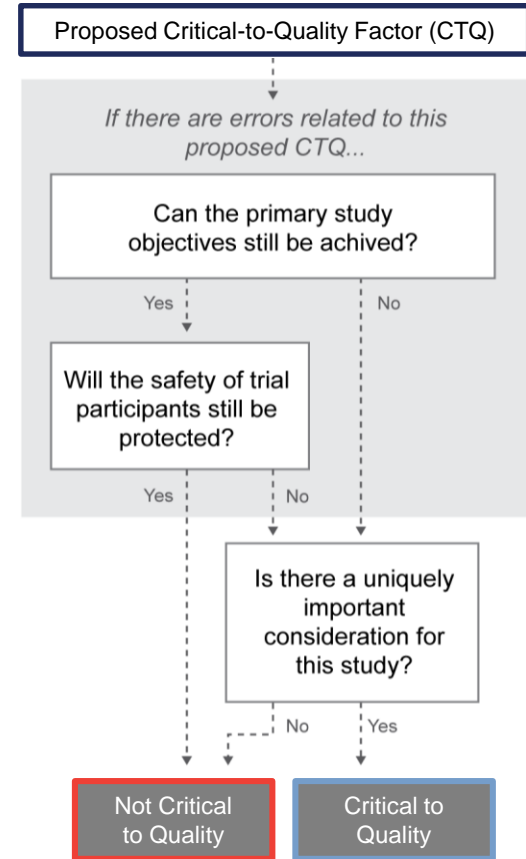 Proposed Critical-to-Quality Factor (CTQ)
If there are errors related to this
proposed CTQ...
Can the primary study
objectives still be achived?
Yes
No
Will the safety of trial
participants still be
protected?
Yes
No
Is there a uniquely
important
consideration for
this study?
No
Yes
Not Critical
to Quality
Critical to
Quality